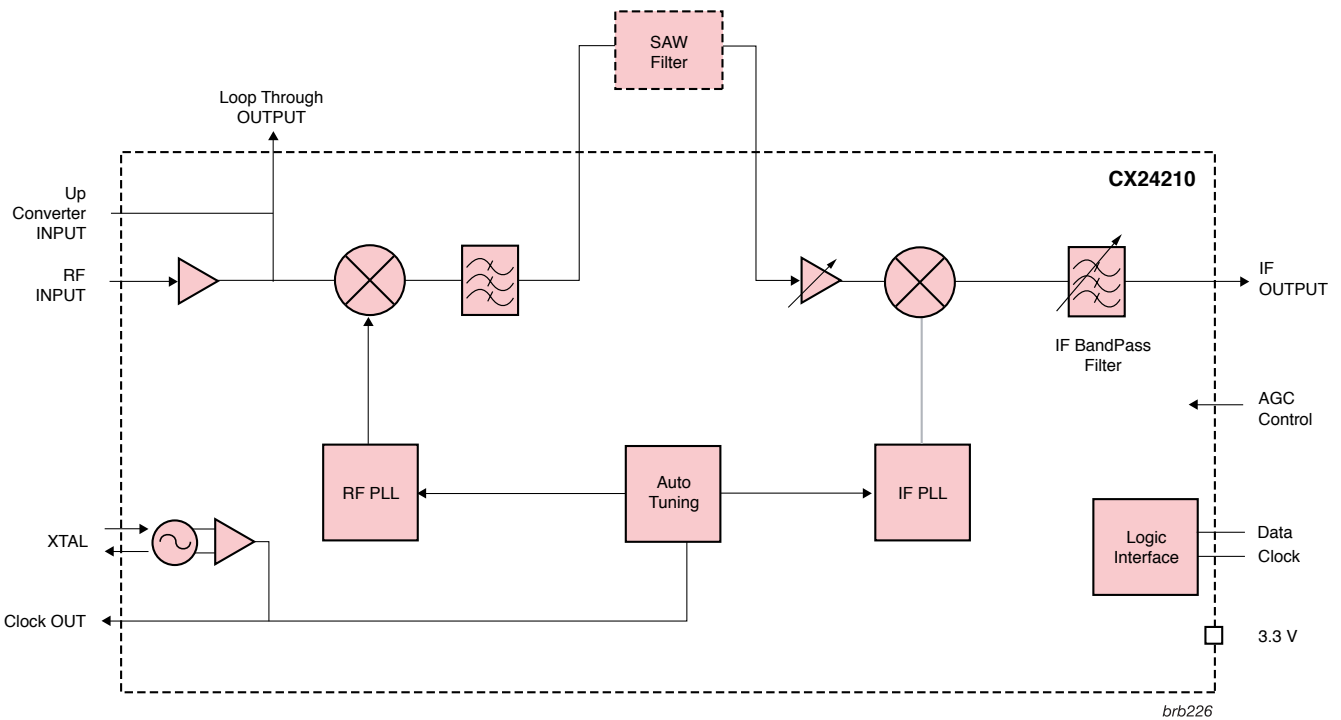 SAW
Filter
Loop Through
OUTPUT
CX24210
Up
Converter
INPUT
RF
INPUT
IF
OUTPUT
IF BandPass
Filter
AGC
Control
RF PLL
Auto
Tuning
IF PLL
XTAL
Logic
Interface
Data
Clock
Clock OUT
3.3 V
brb226